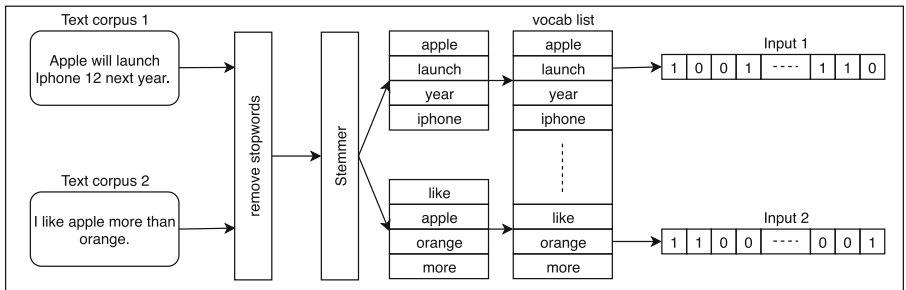 Text corpus 1
Apple will launch
Iphone 12 next year.
Text corpus 2
I like apple more than
orange.
remove stopwords
Stemmer
apple
launch
year
iphone
like
apple
orange
more
vocab list
apple
launch
year
iphone
like
orange
more
Input 1
1 0 0 1 ---- 1 1 0
Input 2
1 1 0 0 ---- 0 0 1